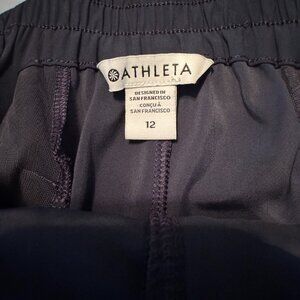 ATHLETA
DESIGNED IN
SAN FRANCISCO
CONÇU À
SAN FRANCISCO
12